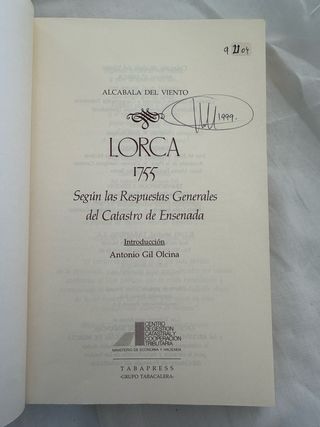 9 21 04
ALCABALA DEL VIENTO
1999.
LORCA
1755
Según las Respuestas Generales
del Catastro de Ensenada
Introducción
Antonio Gil Olcina
CENTRO
DE GESTION
CATASTRAL Y
COOPERACION
TRIBUTARIA
MINISTERIO DE ECONOMIA Y HACIENDA
TABAPRESS
-GRUPO TABACALERA-